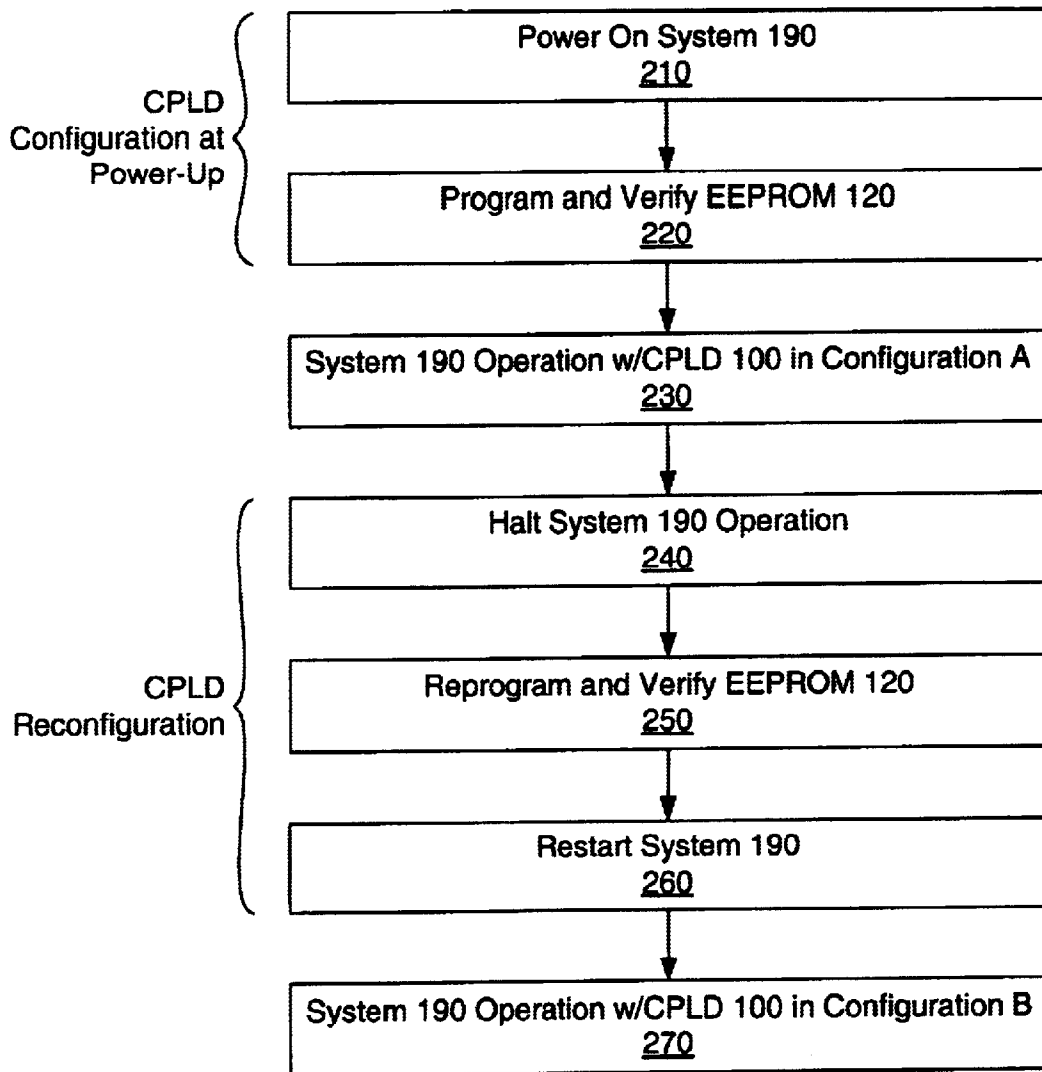 Power On System 190
210
CPLD
Configuration at
Power-Up
Program and Verify EEPROM 120
220
System 190 Operation w/CPLD 100 in Configuration A
230
Halt System 190 Operation
240
CPLD
Reconfiguration
Reprogram and Verify EEPROM 120
250
Restart System 190
260
System 190 Operation w/CPLD 100 in Configuration B
270